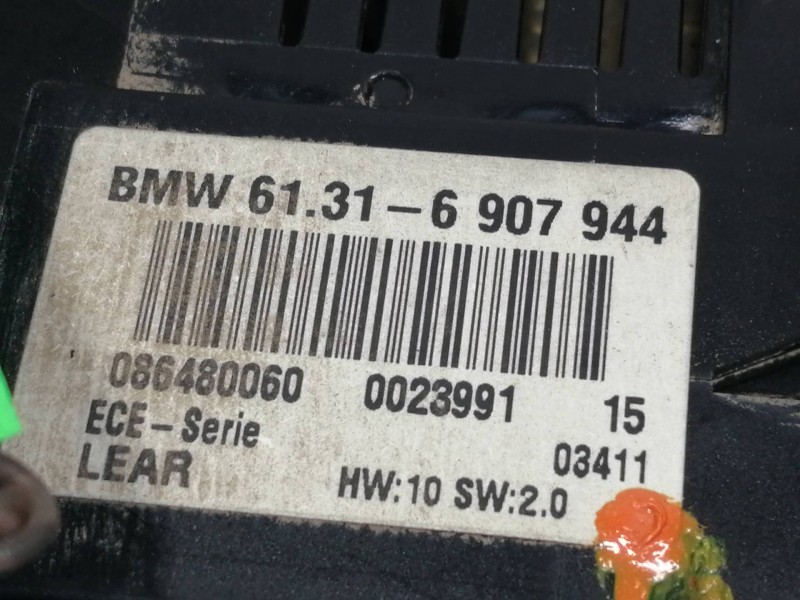 BMW 61.31-6 907 944
086480060 0023991 15
ECE-Serie 03411
LEAR HW:10 SW:2.0